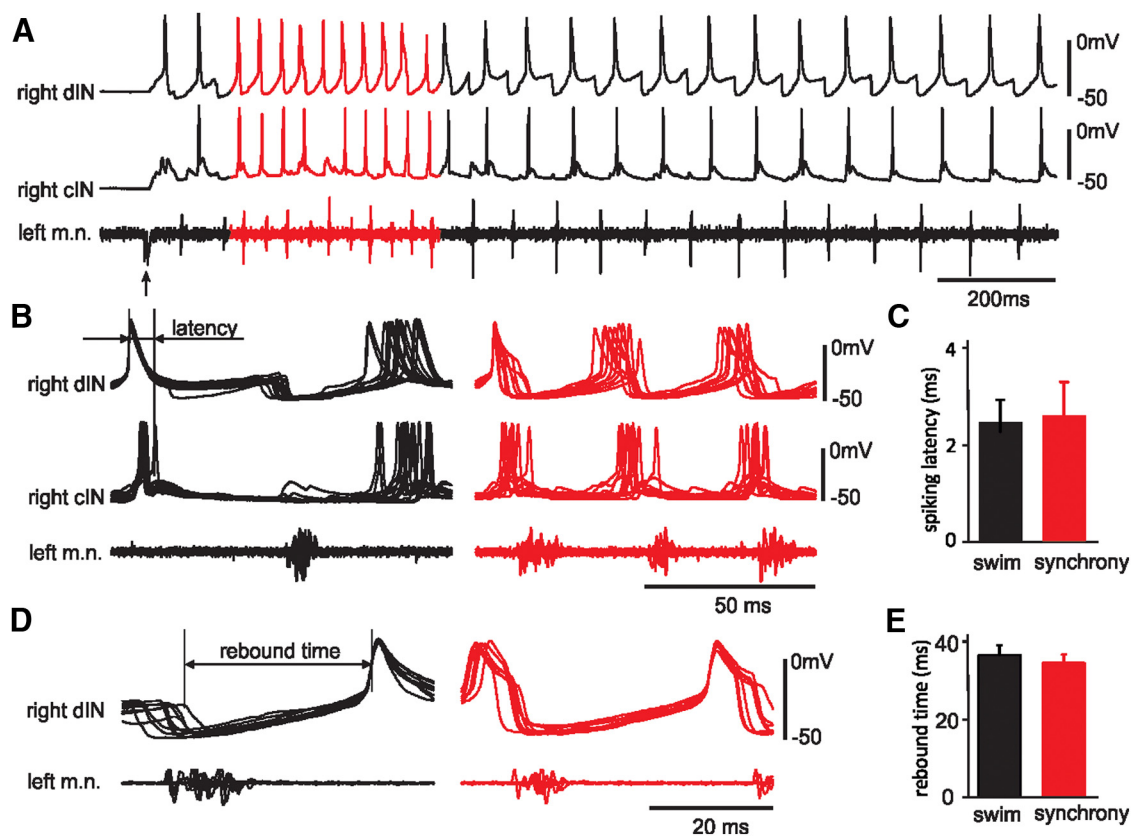 A
right dIN
0mV
-50
right cIN
0mV
-50
left m.n.
200ms
B
latency
right dIN
0mV
-50
right cIN
0mV
-50
left m.n.
50 ms
C
4
2
0
spiking latency (ms)
swim synchrony
D
rebound time
right dIN
0mV
-50
left m.n.
20 ms
E
40
20
0
rebound time (ms)
swim synchrony